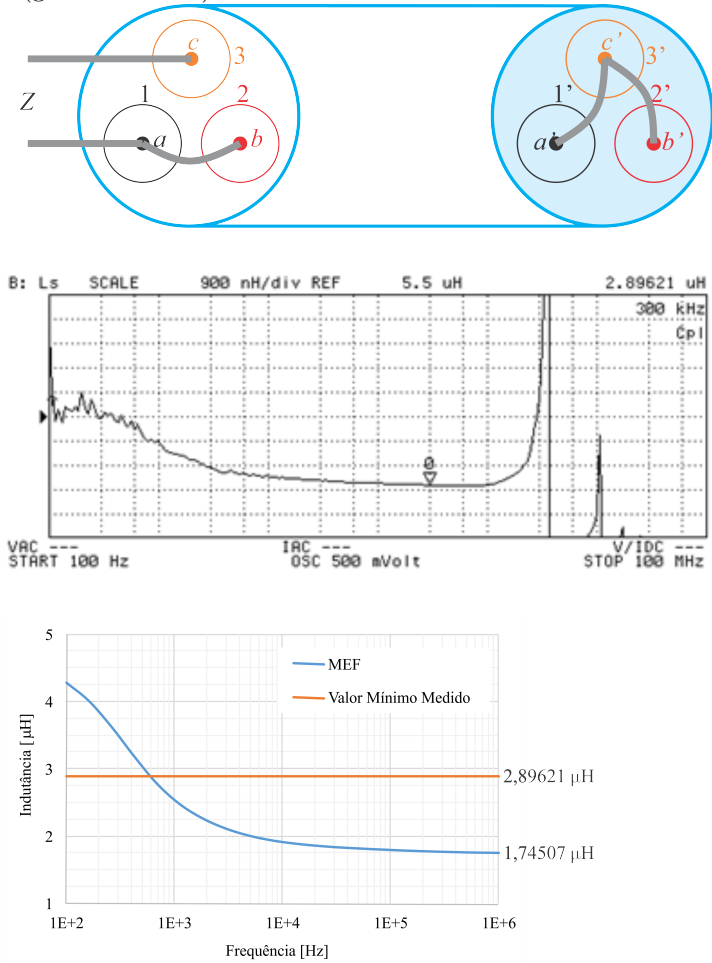 c 3 c' 3'
Z 1 2 1' 2'
a b a' b'
B: Ls SCALE 900 nH/div REF 5.5 uH 2.89621 uH
300 kHz
Cpl
0
VAC --- IAC --- V/IDC ---
START 100 Hz OSC 500 mVolt STOP 100 MHz
5
MEF
4
Valor Mínimo Medido
Indutância [µH]
3
2,89621 µH
2
1,74507 µH
1
1E+2 1E+3 1E+4 1E+5 1E+6
Frequência [Hz]